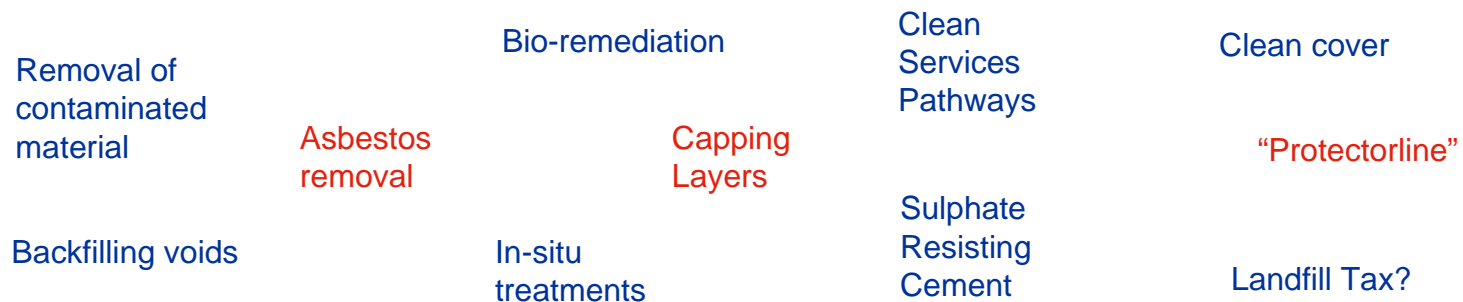 Removal of
contaminated
material
Bio-remediation
Clean
Services
Pathways
Clean cover
Asbestos
removal
Capping
Layers
“Protectorline”
Backfilling voids
In-situ
treatments
Sulphate
Resisting
Cement
Landfill Tax?